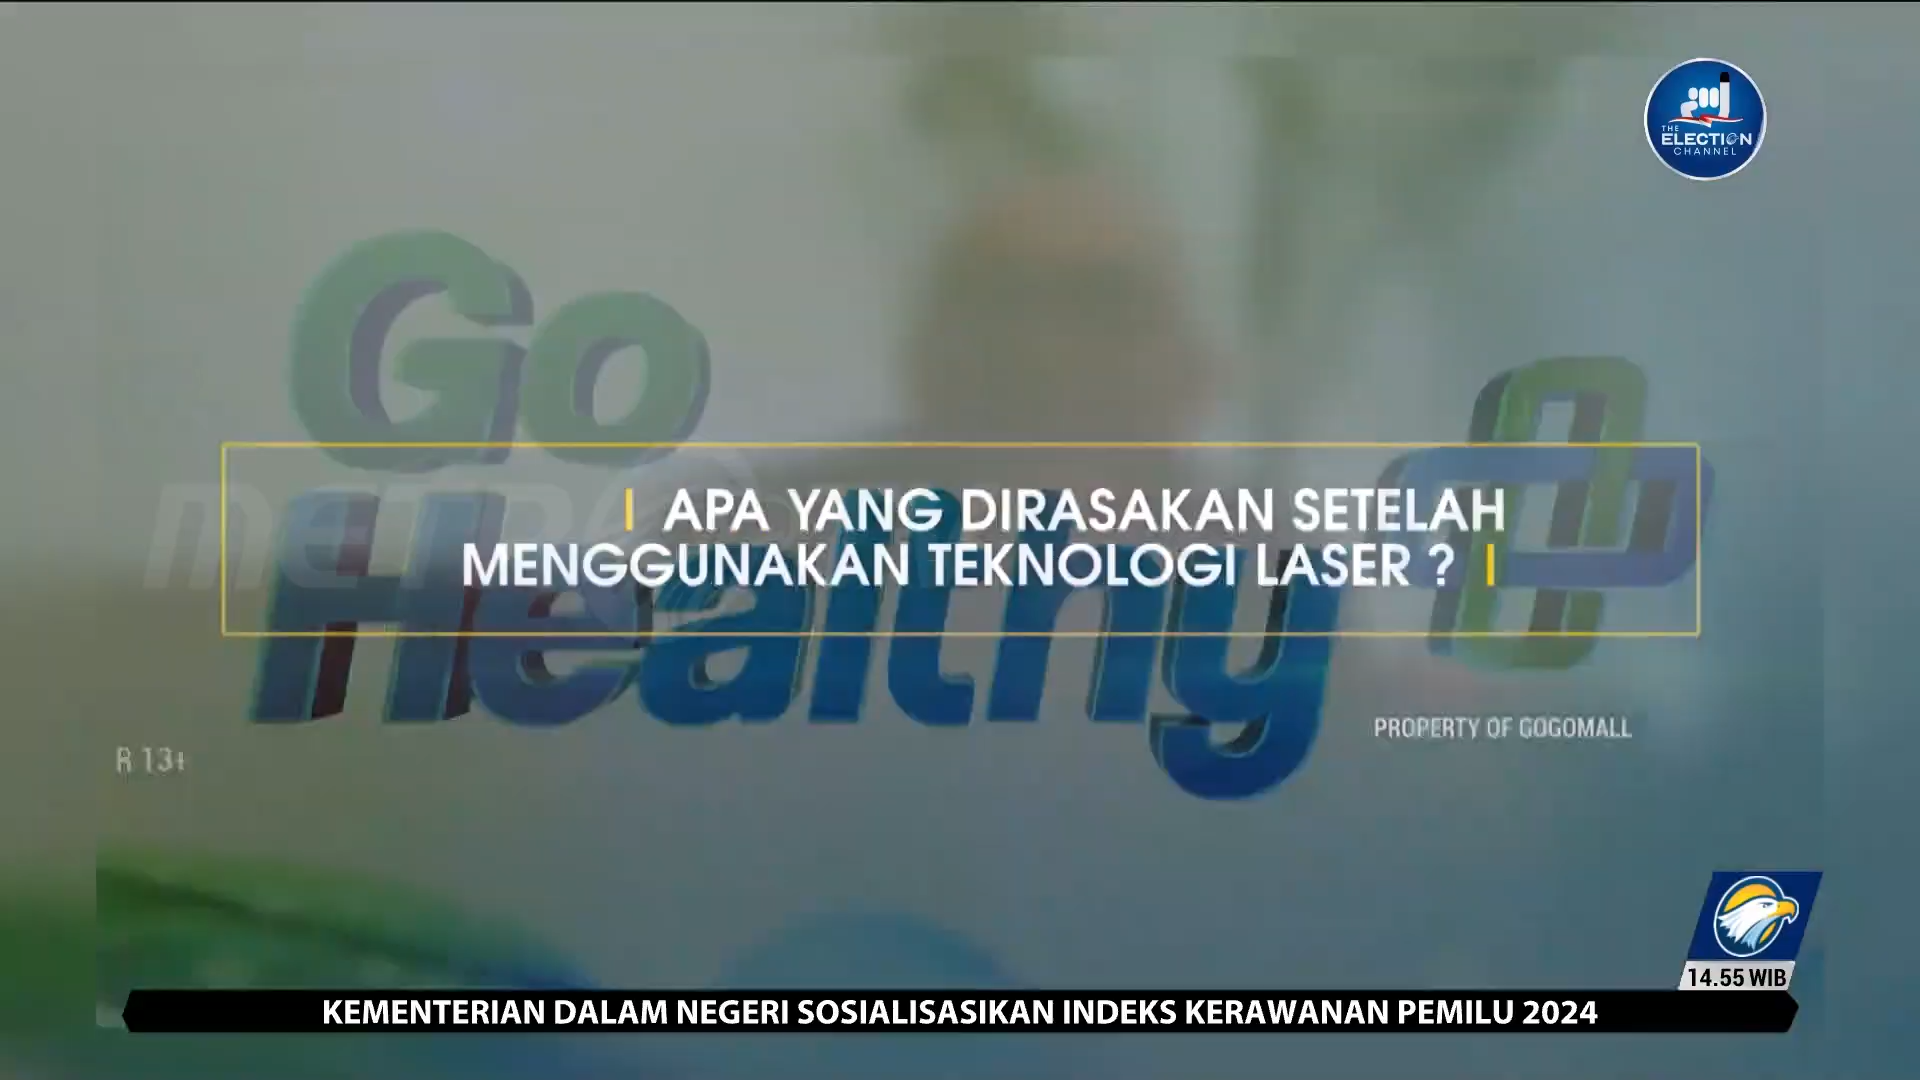 THE
ELECTION
CHANNEL
Go
Healthy
METR
APA YANG DIRASAKAN SETELAH
MENGGUNAKAN TEKNOLOGI LASER ?
PROPERTY OF GOGOMALL
R 13+
14.55 WIB
KEMENTERIAN DALAM NEGERI SOSIALISASIKAN INDEKS KERAWANAN PEMILU 2024